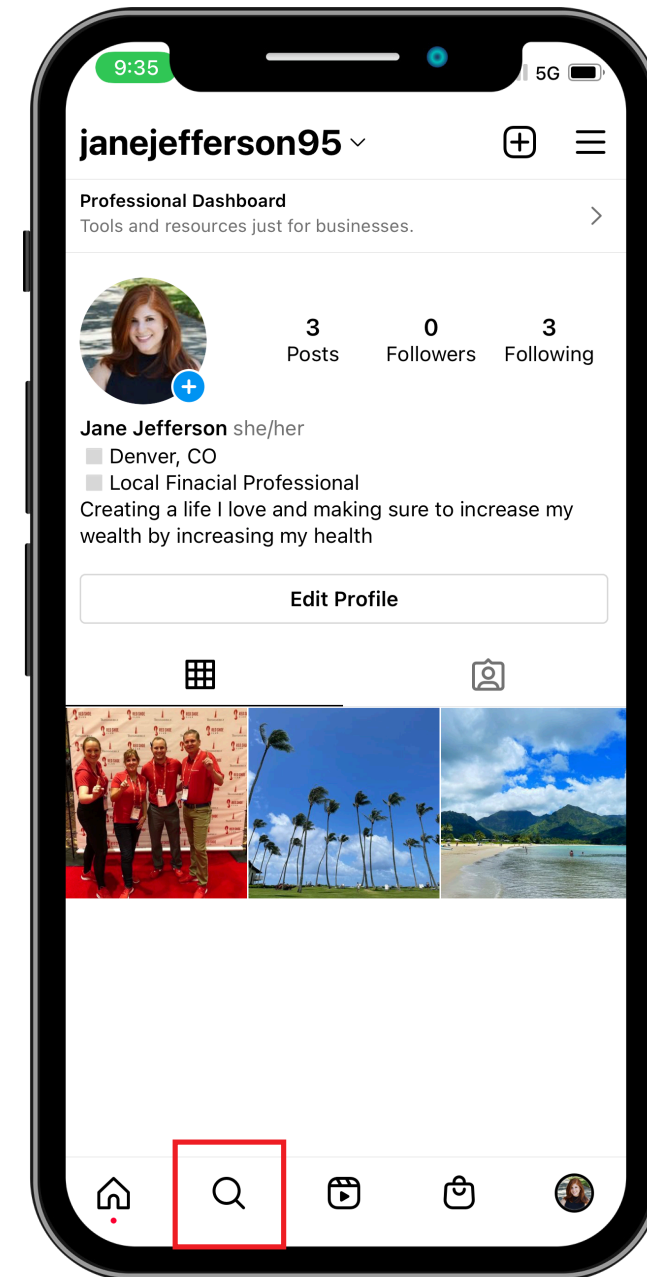 9:35
5G
janejefferson95
Professional Dashboard
Tools and resources just for businesses.
3
0
3
Posts
Followers
Following
Jane Jefferson she/her
Denver, CO
Local Finacial Professional
Creating a life I love and making sure to increase my
wealth by increasing my health
Edit Profile